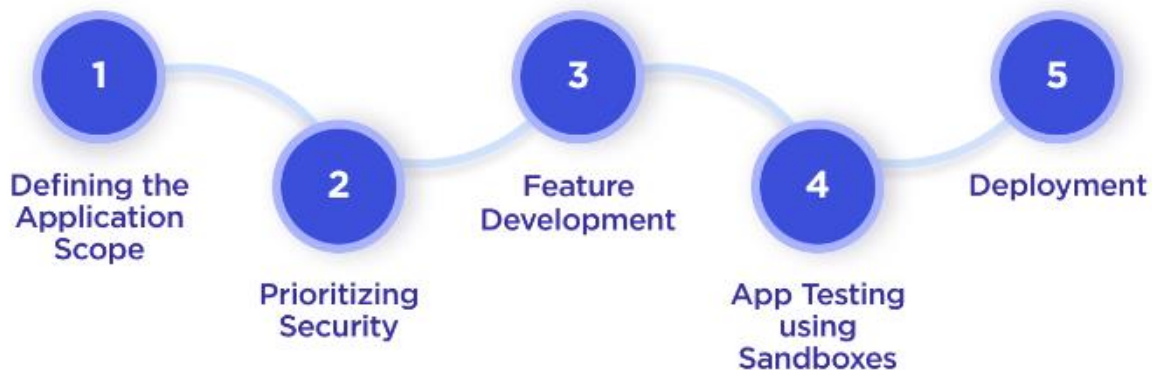 1
Defining the
Application
Scope
2
Prioritizing
Security
3
Feature
Development
4
App Testing
using
Sandboxes
5
Deployment